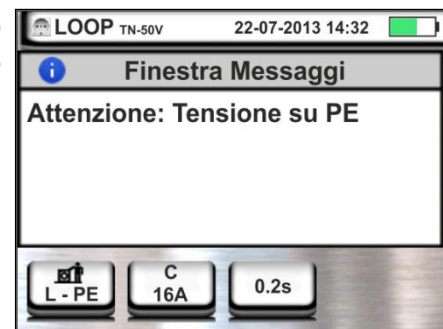 LOOP TN-50V 22-07-2013 14:32
Finestra Messaggi
Attenzione: Tensione su PE
L - PE
C
16A
0.2s